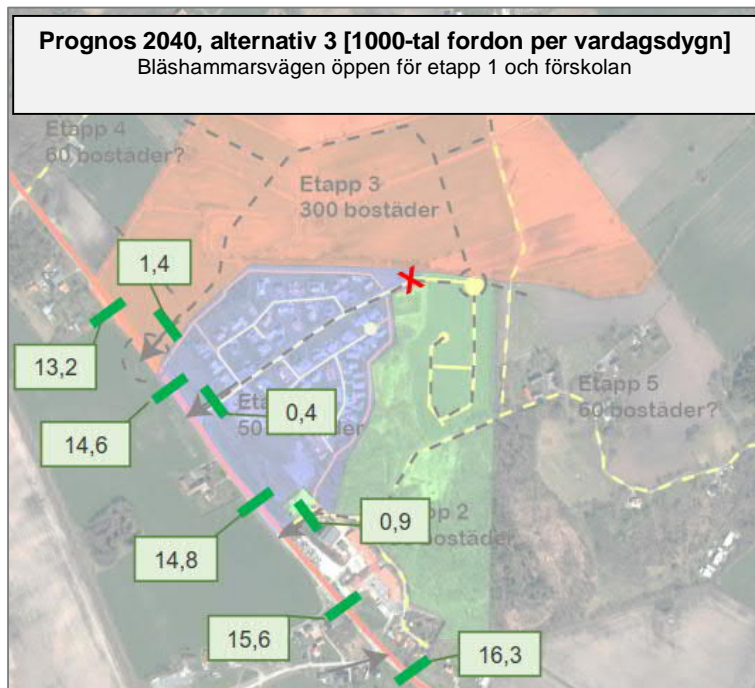 Prognos 2040, alternativ 3 [1000-tal fordon per vardagsdygn]
Bläshammarsvägen öppen för etapp 1 och förskolan
Etapp 4
60 bostäder?
Etapp 3
300 bostäder
1,4
13,2
Etapp 5
60 bostäder?
14,6
0,4
50
0,9
14,8
15,6
16,3